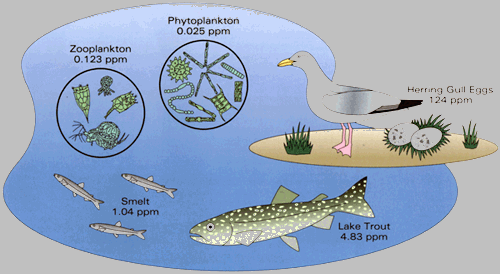 Phytoplankton
0.025 ppm
Zooplankton
0.123 ppm
Herring Gull Eggs
124 ppm
Smelt
1.04 ppm
Lake Trout
4.83 ppm